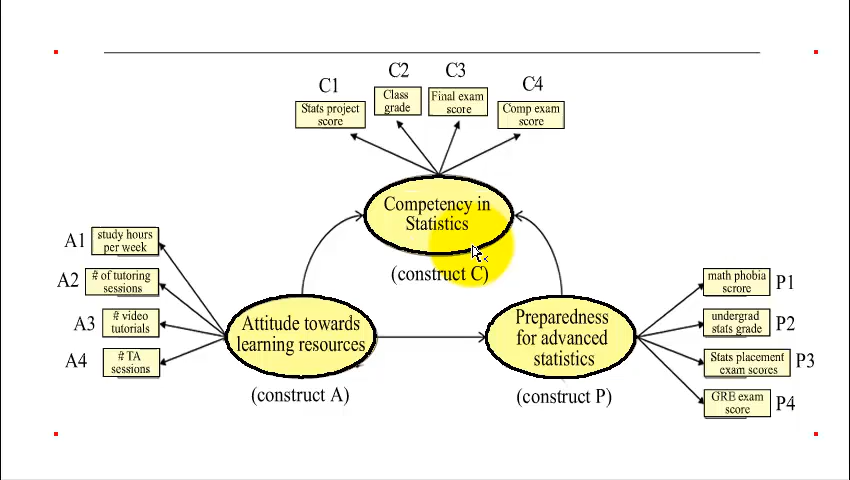 C1
C2
C3
C4
Stats project
score
Class
grade
Final exam
score
Comp exam
score
Competency in
Statistics
(construct C)
A1
study hours
per week
A2
# of tutoring
sessions
A3
# video
tutorials
A4
# TA
sessions
Attitude towards
learning resources
(construct A)
Preparedness
for advanced
statistics
(construct P)
math phobia
scrore
P1
undergrad
stats grade
P2
Stats placement
exam scores
P3
GRE exam
score
P4